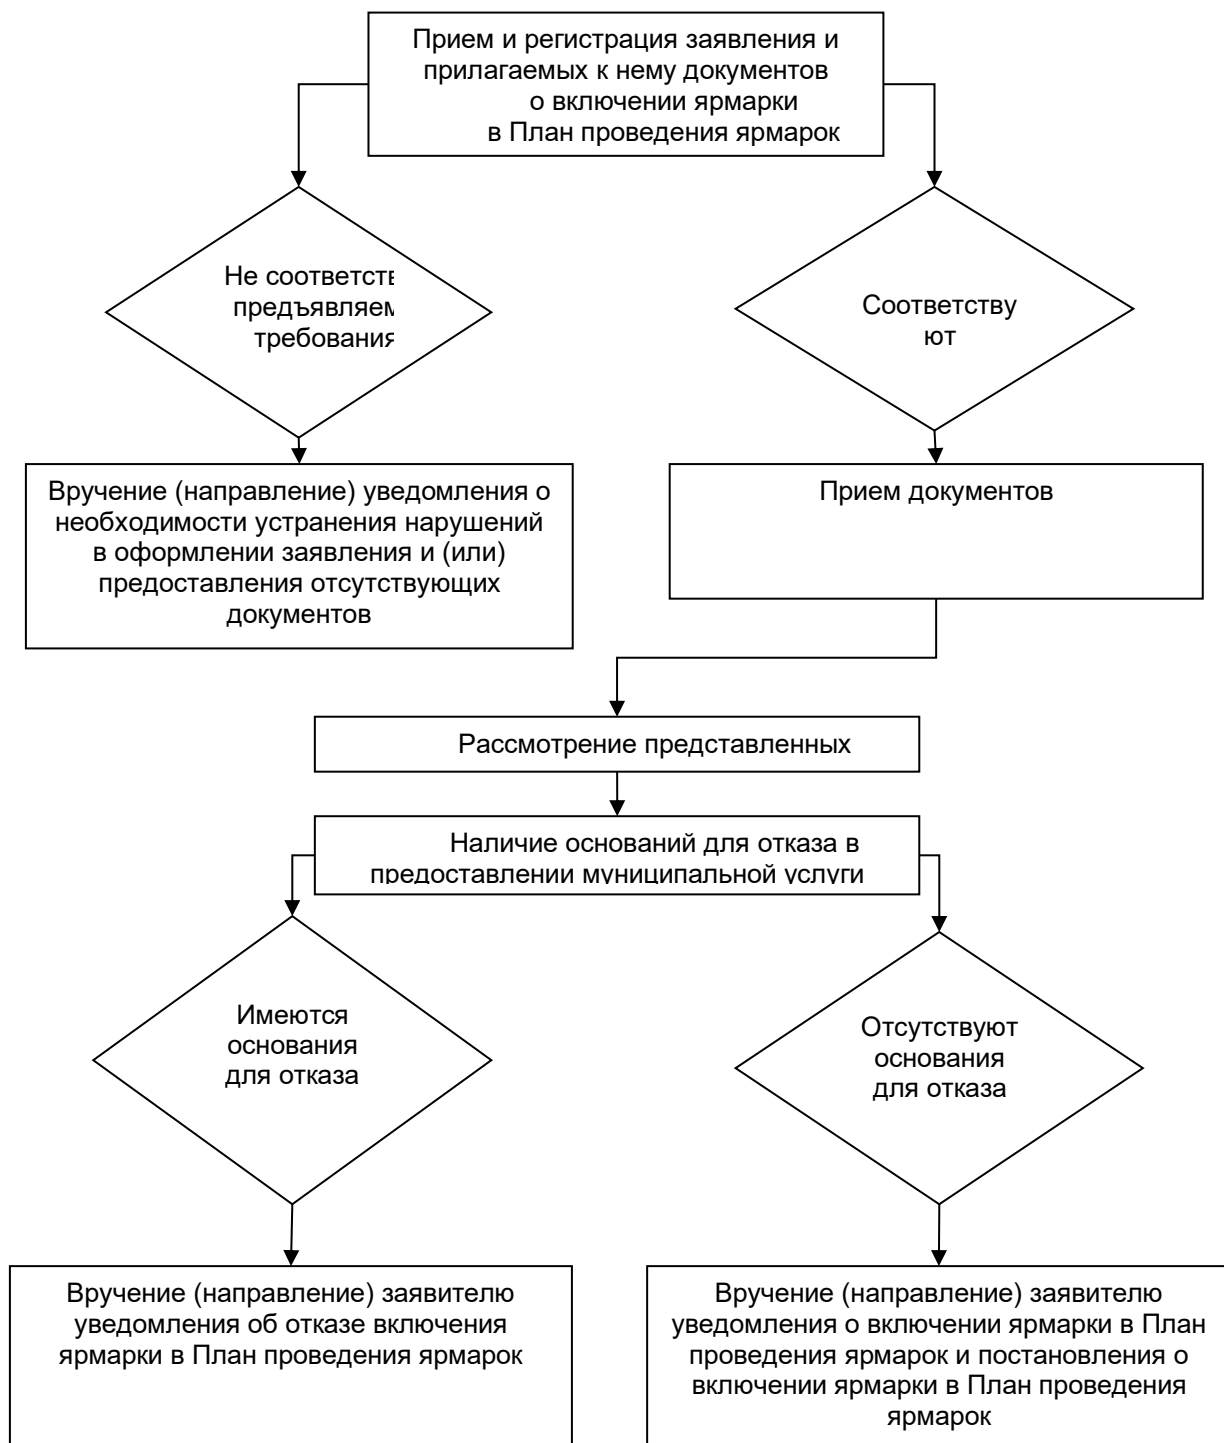 Прием и регистрация заявления и
прилагаемых к нему документов
о включении ярмарки
в План проведения ярмарок
Не соответств
предъявляем
требования
Соответству
ют
Вручение (направление) уведомления о
необходимости устранения нарушений
в оформлении заявления и (или)
предоставления отсутствующих
документов
Прием документов
Рассмотрение представленных
Наличие оснований для отказа в
предоставлении муниципальной услуги
Имеются
основания
для отказа
Отсутствуют
основания
для отказа
Вручение (направление) заявителю
уведомления об отказе включения
ярмарки в План проведения ярмарок
Вручение (направление) заявителю
уведомления о включении ярмарки в План
проведения ярмарок и постановления о
включении ярмарки в План проведения
ярмарок